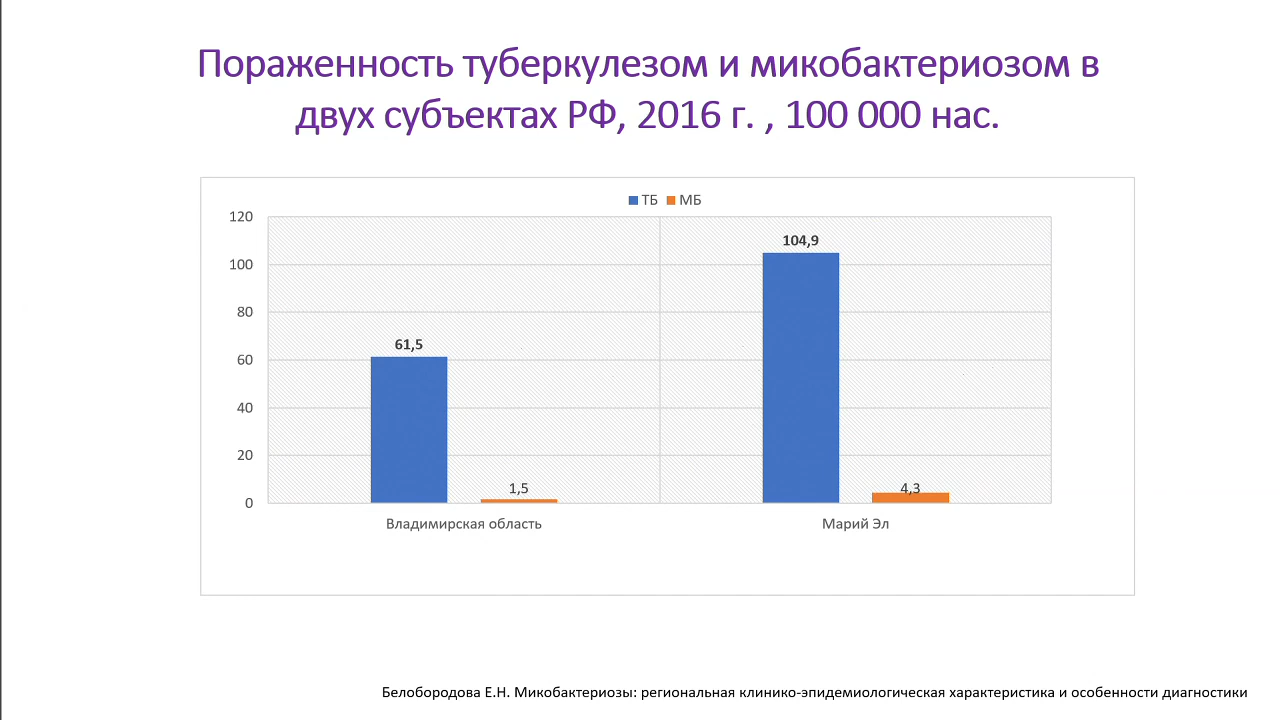 Пораженность туберкулезом и микобактериозом в
двух субъектах РФ, 2016 г. , 100 000 нас.
ТБ МБ
120
100
80
60
40
20
0
61,5
1,5
104,9
4,3
Владимирская область
Марий Эл
Белобородова Е.Н. Микобактериозы: региональная клинико-эпидемиологическая характеристика и особенности диагностики